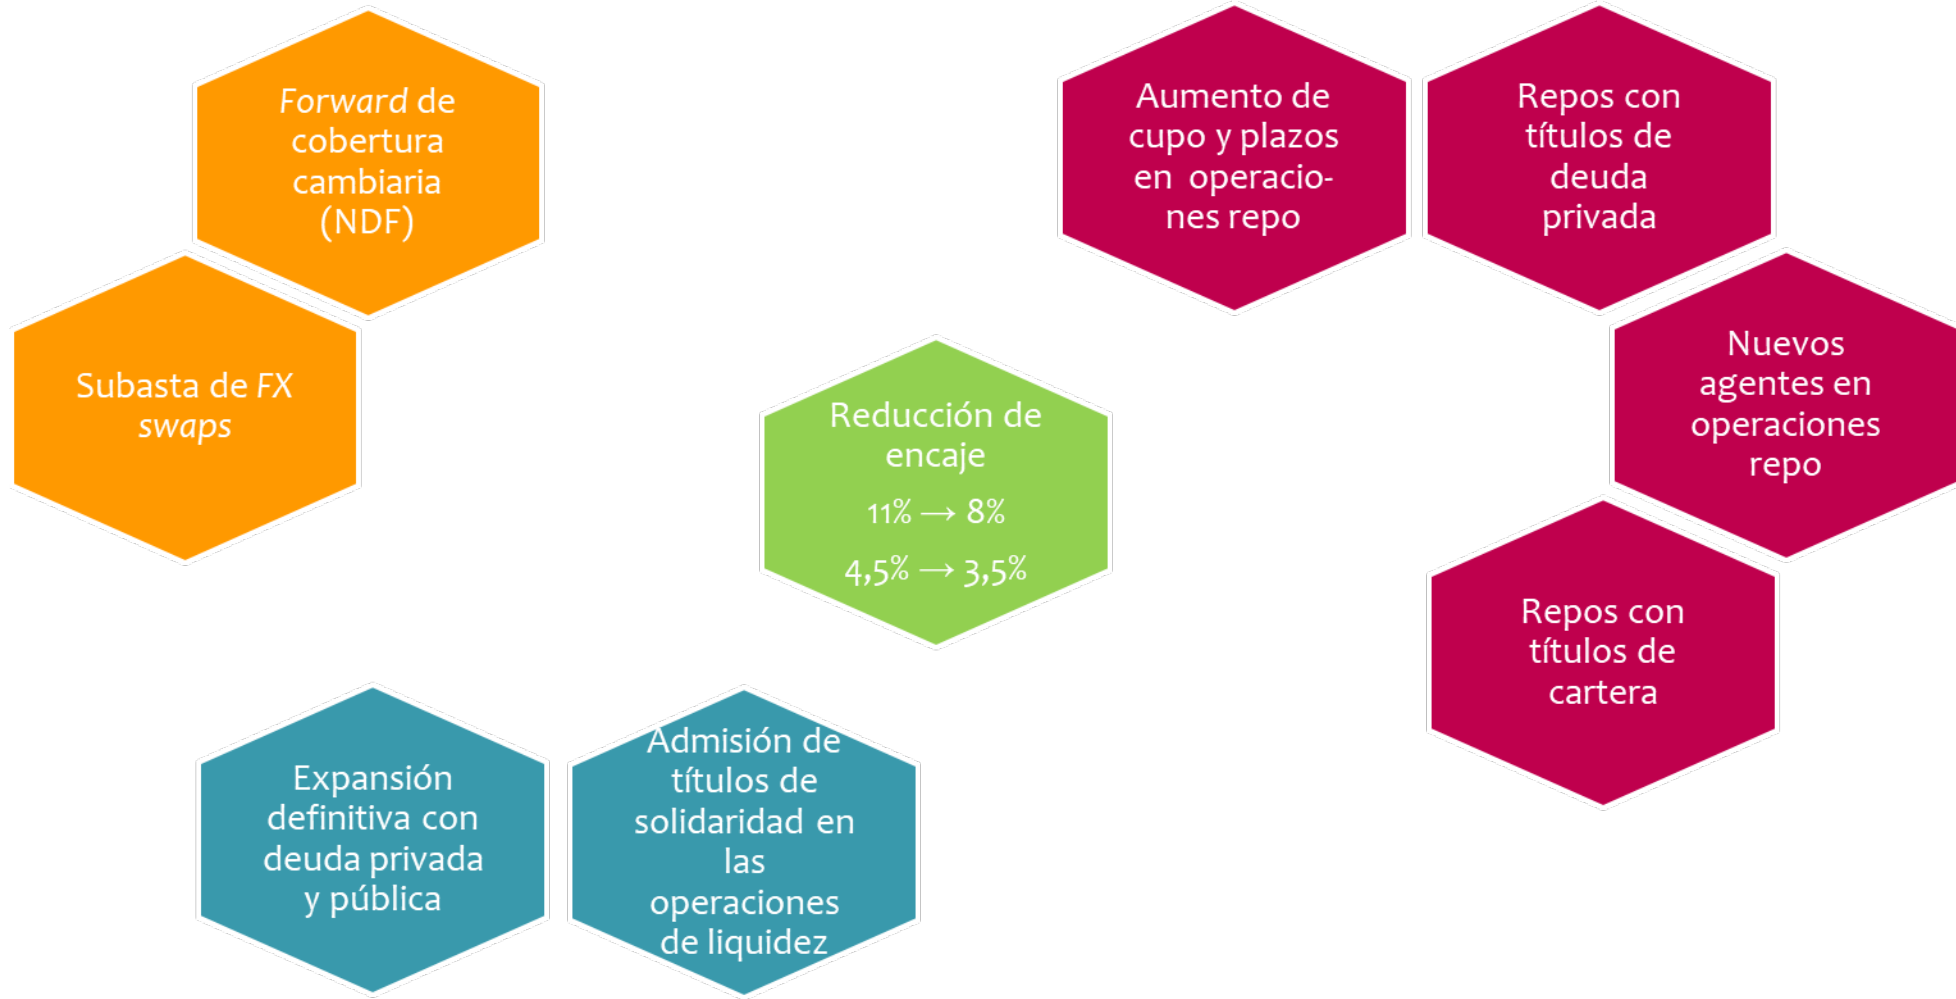 Forward de
cobertura
cambiaria
(NDF)
Subasta de FX
swaps
Aumento de
cupo y plazos
en operacio-
nes repo
Repos con
títulos de
deuda
privada
Nuevos
agentes en
operaciones
repo
Repos con
títulos de
cartera
Reducción de
encaje
11% → 8%
4,5% → 3,5%
Expansión
definitiva con
deuda privada
y pública
Admisión de
títulos de
solidaridad en
las
operaciones
de liquidez